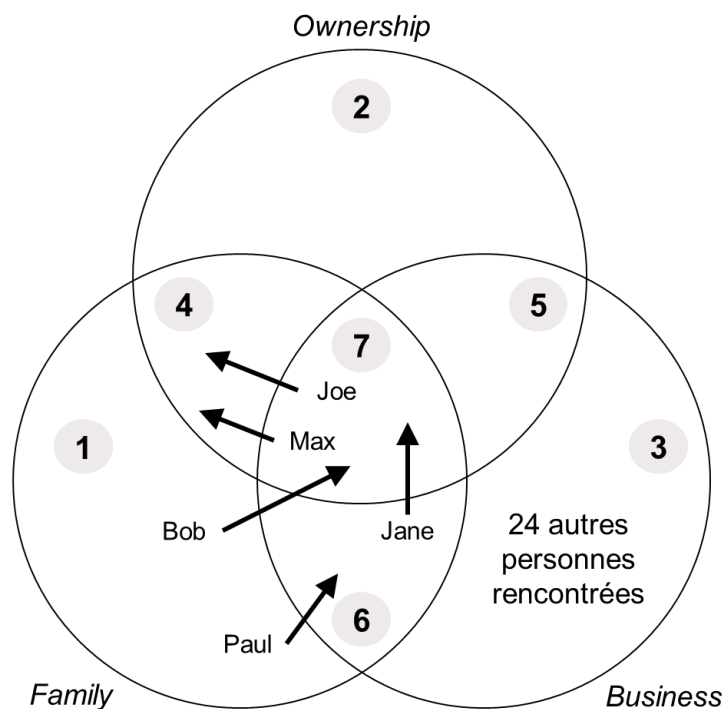 Ownership
2
4
5
7
Joe
1
Max
3
Bob
Jane
24 autres
personnes
rencontrées
6
Paul
Family
Business